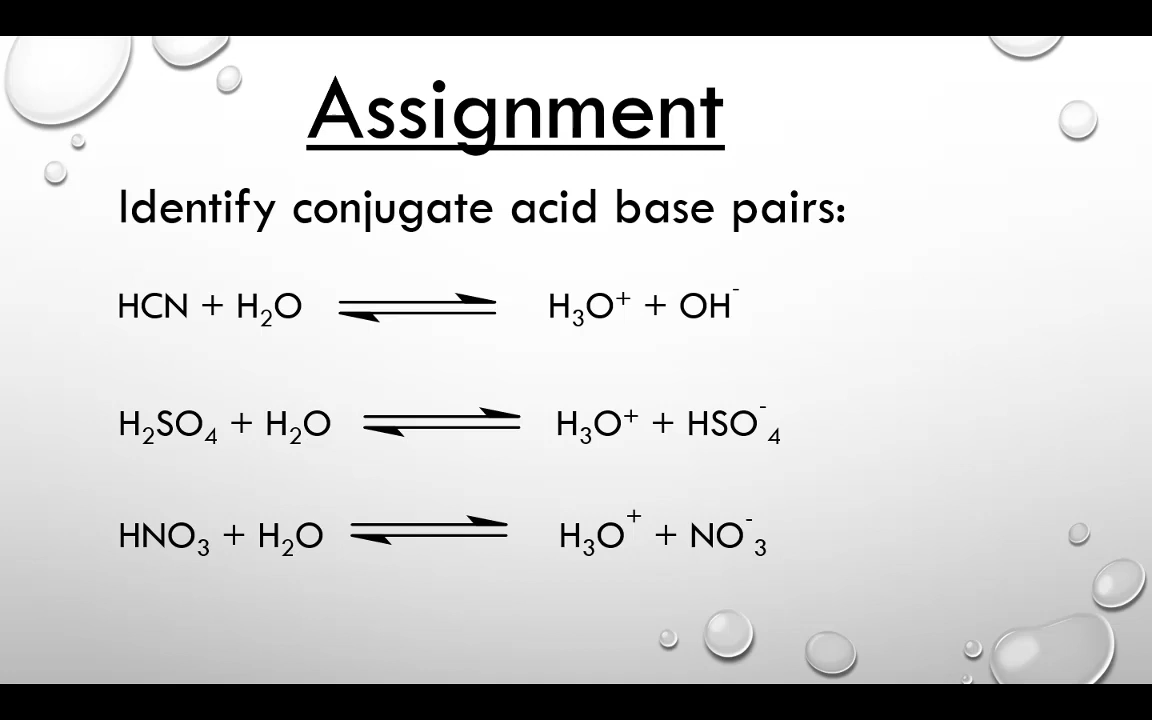 Assignment
Identify conjugate acid base pairs:
HCN + H₂O ⇌ H₃O⁺ + OH⁻
H₂SO₄ + H₂O ⇌ H₃O⁺ + HSO⁻₄
HNO₃ + H₂O ⇌ H₃O⁺ + NO⁻₃